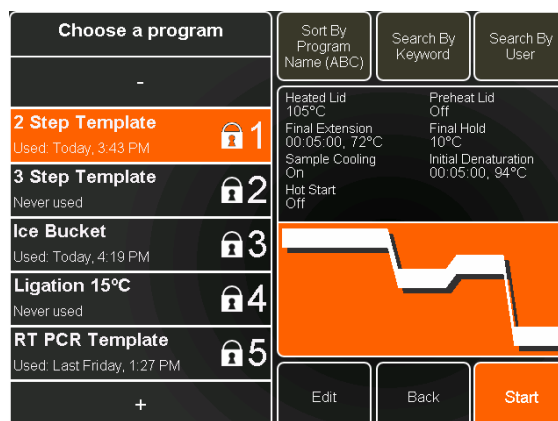 Choose a program
-
2 Step Template
Used: Today, 3:43 PM
1
3 Step Template
Never used
2
Ice Bucket
Used: Today, 4:19 PM
3
Ligation 15ºC
Never used
4
RT PCR Template
Used: Last Friday, 1:27 PM
5
+
Sort By
Program
Name (ABC)
Search By
Keyword
Search By
User
Heated Lid
105°C
Preheat Lid
Off
Final Extension
00:05:00, 72°C
Final Hold
10°C
Sample Cooling
On
Initial Denaturation
00:05:00, 94°C
Hot Start
Off
Edit
Back
Start